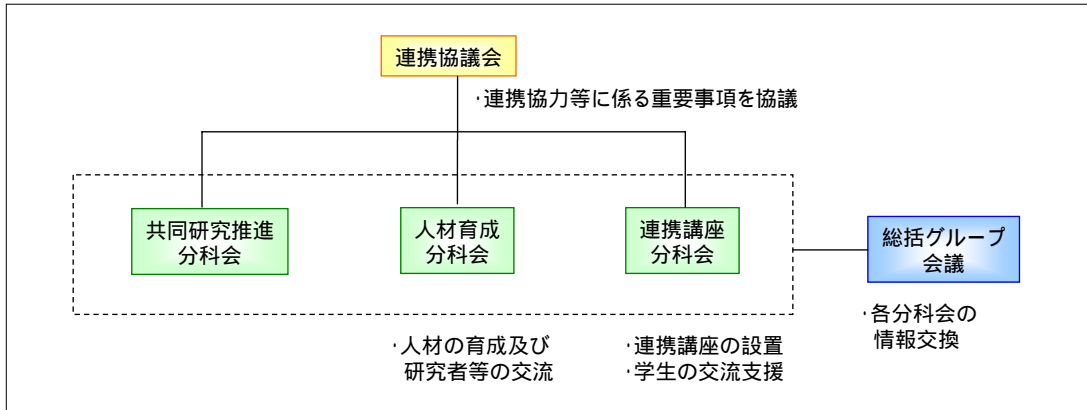 連携協議会
・連携協力等に係る重要事項を協議
共同研究推進
分科会
人材育成
分科会
連携講座
分科会
総括グループ
会議
・各分科会の
情報交換
・人材の育成及び
研究者等の交流
・連携講座の設置
・学生の交流支援